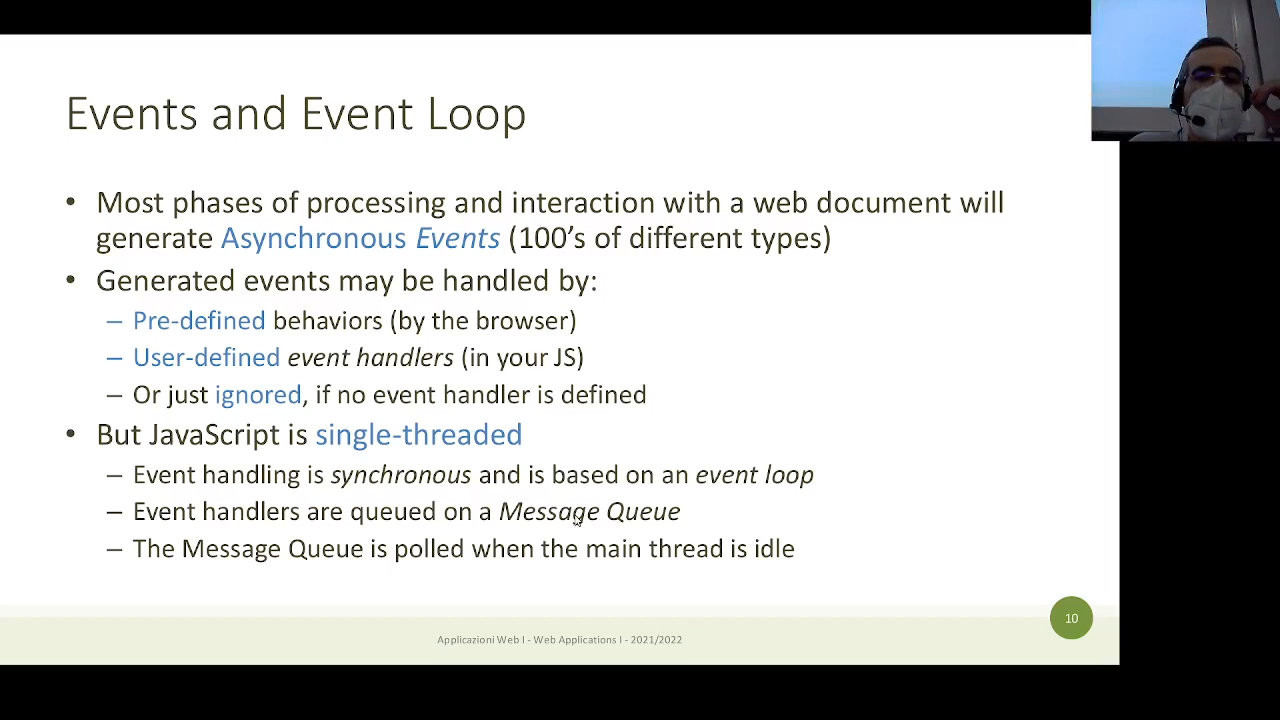 Events and Event Loop
• Most phases of processing and interaction with a web document will
generate Asynchronous Events (100’s of different types)
• Generated events may be handled by:
– Pre-defined behaviors (by the browser)
– User-defined event handlers (in your JS)
– Or just ignored, if no event handler is defined
• But JavaScript is single-threaded
– Event handling is synchronous and is based on an event loop
– Event handlers are queued on a Message Queue
– The Message Queue is polled when the main thread is idle
10
Applicazioni Web I - Web Applications I - 2021/2022